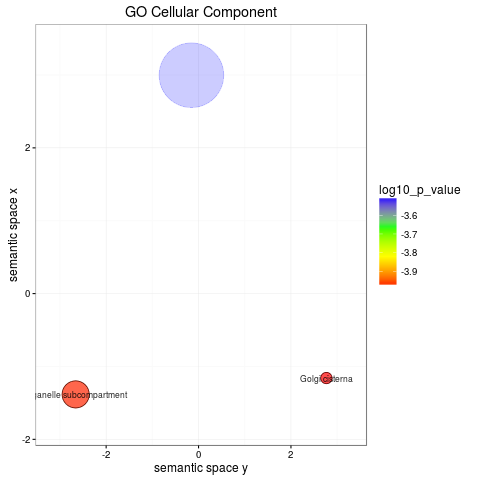 GO Cellular Component
semantic space x
2
0
-2
-2
0
2
semantic space y
subcompartment
Golgi cisterna
log10_p_value
-3.6
-3.7
-3.8
-3.9